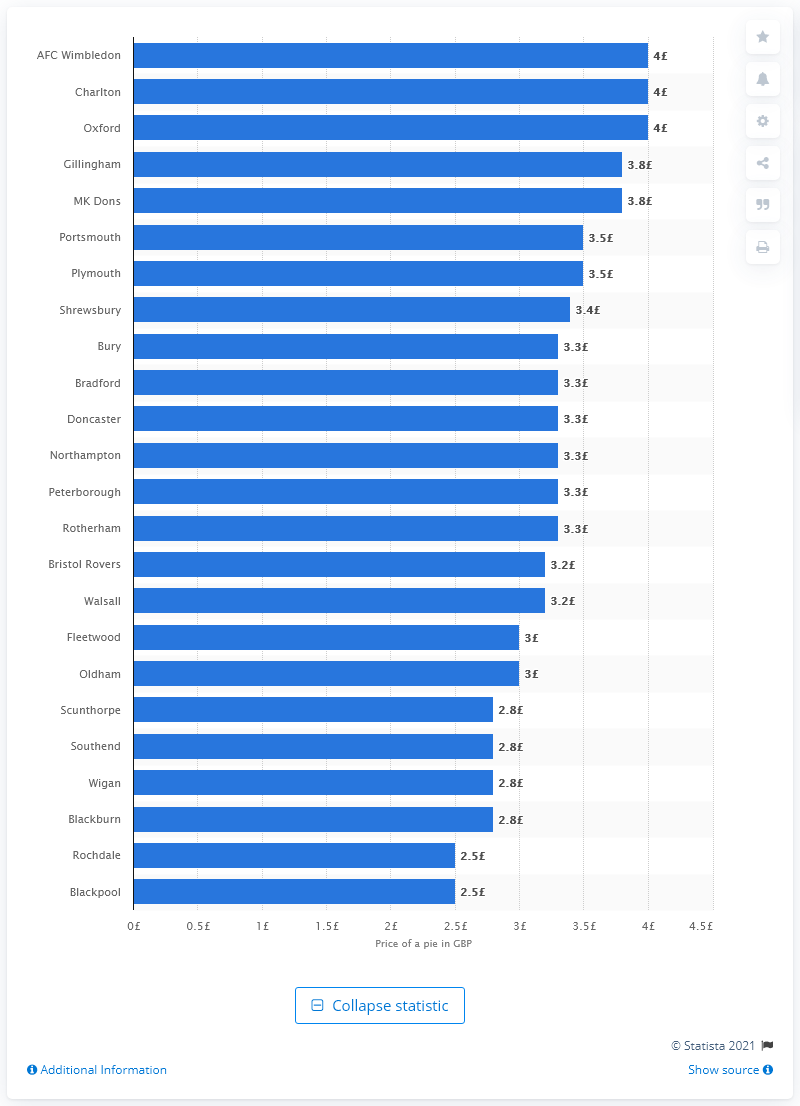 AFC Wimbledon 4£
Charlton 4£
Oxford 4£
Gillingham 3.8£
MK Dons 3.8£
Portsmouth 3.5£
Plymouth 3.5£
Shrewsbury 3.4£
Bury 3.3£
Bradford 3.3£
Doncaster 3.3£
Northampton 3.3£
Peterborough 3.3£
Rotherham 3.3£
Bristol Rovers 3.2£
Walsall 3.2£
Fleetwood 3£
Oldham 3£
Scunthorpe 2.8£
Southend 2.8£
Wigan 2.8£
Blackburn 2.8£
Rochdale 2.5£
Blackpool 2.5£
0£ 0.5£ 1£ 1.5£ 2£ 2.5£ 3£ 3.5£ 4£ 4.5£
Price of a pie in GBP
Collapse statistic
© Statista 2021
Additional Information Show source